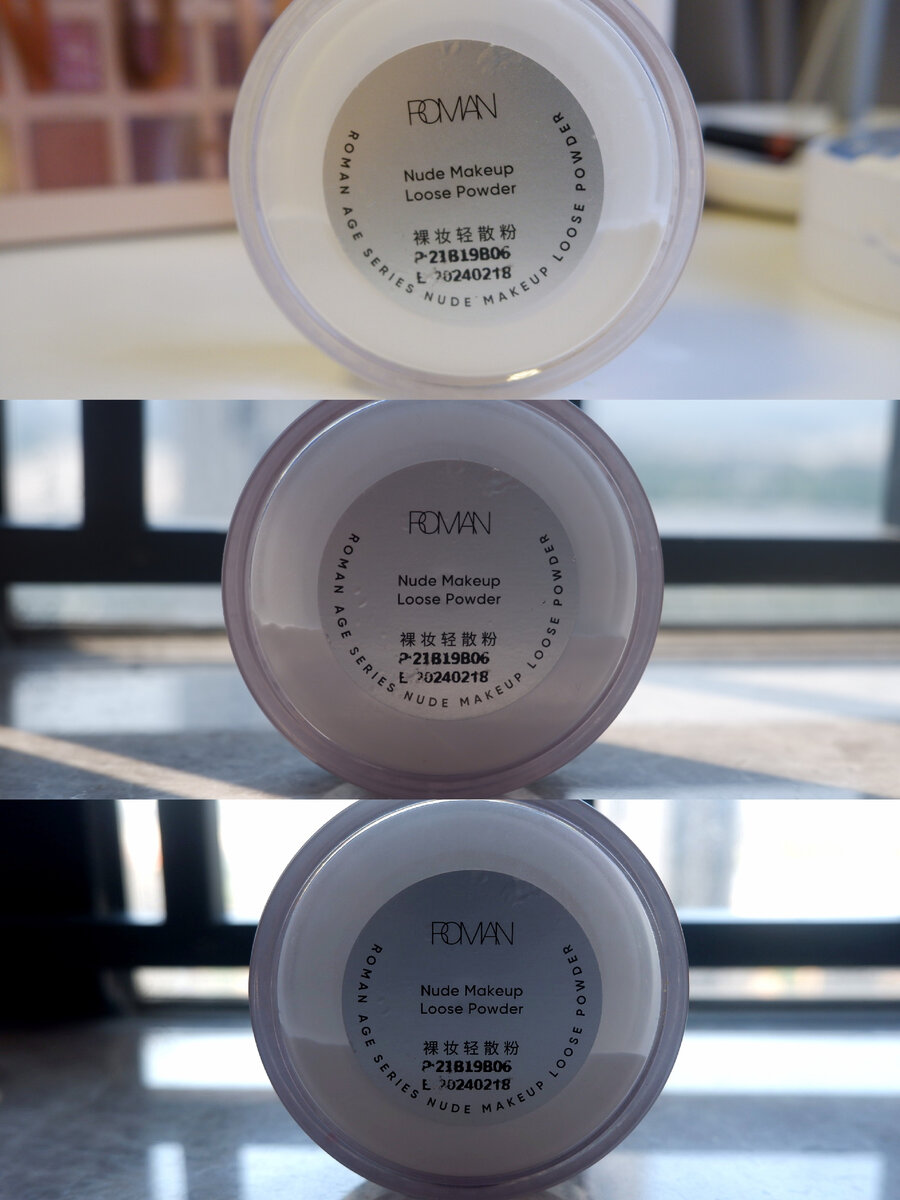 ROMAN
Nude Makeup
Loose Powder
裸妆轻散粉
P 21B19B06
E 20240218
ROMAN AGE SERIES NUDE MAKEUP LOOSE POWDER
ROMAN
Nude Makeup
Loose Powder
裸妆轻散粉
P 21B19B06
E 20240218
ROMAN AGE SERIES NUDE MAKEUP LOOSE POWDER
ROMAN
Nude Makeup
Loose Powder
裸妆轻散粉
P 21B19B06
E 20240218
ROMAN AGE SERIES NUDE MAKEUP LOOSE POWDER